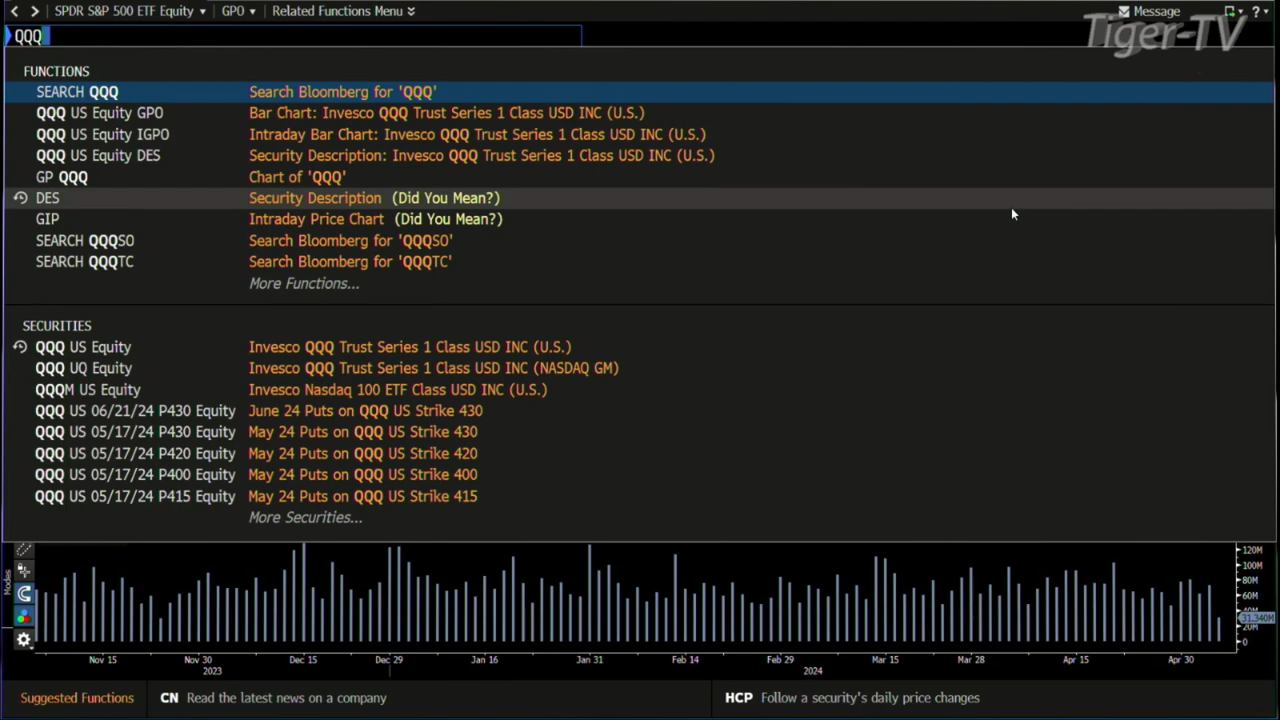 SPDR S&P 500 ETF Equity GPO Related Functions Menu Message ?
Tiger-TV
QQQ
FUNCTIONS
SEARCH QQQ Search Bloomberg for 'QQQ'
QQQ US Equity GPO Bar Chart: Invesco QQQ Trust Series 1 Class USD INC (U.S.)
QQQ US Equity IGPO Intraday Bar Chart: Invesco QQQ Trust Series 1 Class USD INC (U.S.)
QQQ US Equity DES Security Description: Invesco QQQ Trust Series 1 Class USD INC (U.S.)
GP QQQ Chart of 'QQQ'
DES Security Description (Did You Mean?)
GIP Intraday Price Chart (Did You Mean?)
SEARCH QQQSO Search Bloomberg for 'QQQSO'
SEARCH QQQTC Search Bloomberg for 'QQQTC'
More Functions...
SECURITIES
QQQ US Equity Invesco QQQ Trust Series 1 Class USD INC (U.S.)
QQQ UQ Equity Invesco QQQ Trust Series 1 Class USD INC (NASDAQ GM)
QQQM US Equity Invesco Nasdaq 100 ETF Class USD INC (U.S.)
QQQ US 06/21/24 P430 Equity June 24 Puts on QQQ US Strike 430
QQQ US 05/17/24 P430 Equity May 24 Puts on QQQ US Strike 430
QQQ US 05/17/24 P420 Equity May 24 Puts on QQQ US Strike 420
QQQ US 05/17/24 P400 Equity May 24 Puts on QQQ US Strike 400
QQQ US 05/17/24 P415 Equity May 24 Puts on QQQ US Strike 415
More Securities...
Modes
120M
100M
80M
60M
40M
31.340M
20M
0
Nov 15 Nov 30 Dec 15 Dec 29 Jan 16 Jan 31 Feb 14 Feb 29 Mar 15 Mar 28 Apr 15 Apr 30
2023 2024
Suggested Functions CN Read the latest news on a company HCP Follow a security's daily price changes